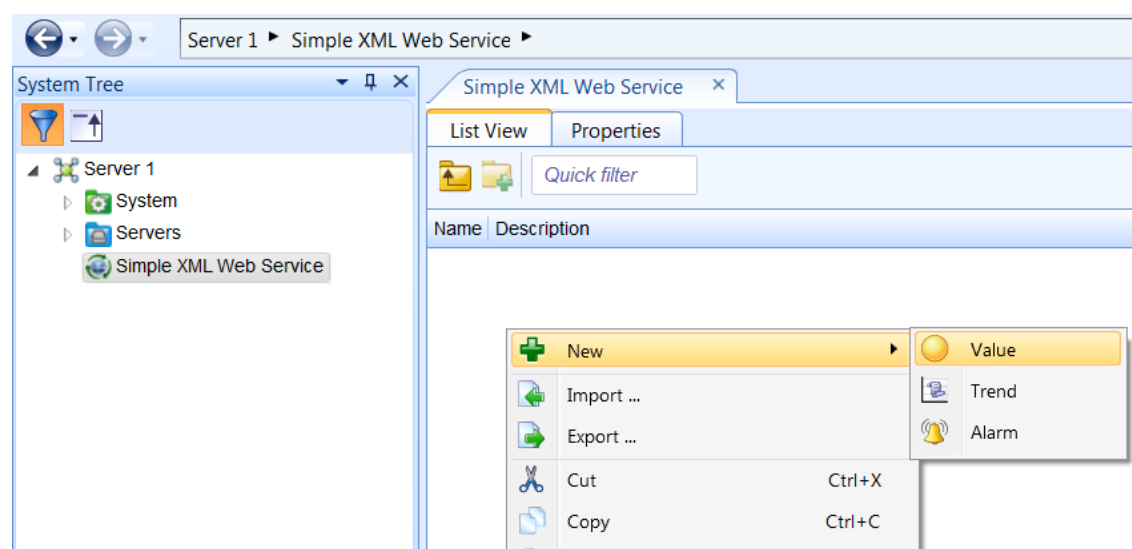 Server 1 ▸ Simple XML Web Service ▸
System Tree
Simple XML Web Service
List View Properties
Quick filter
Server 1
System
Servers
Simple XML Web Service
Name Description
New
Import ...
Export ...
Cut Ctrl+X
Copy Ctrl+C
Value
Trend
Alarm